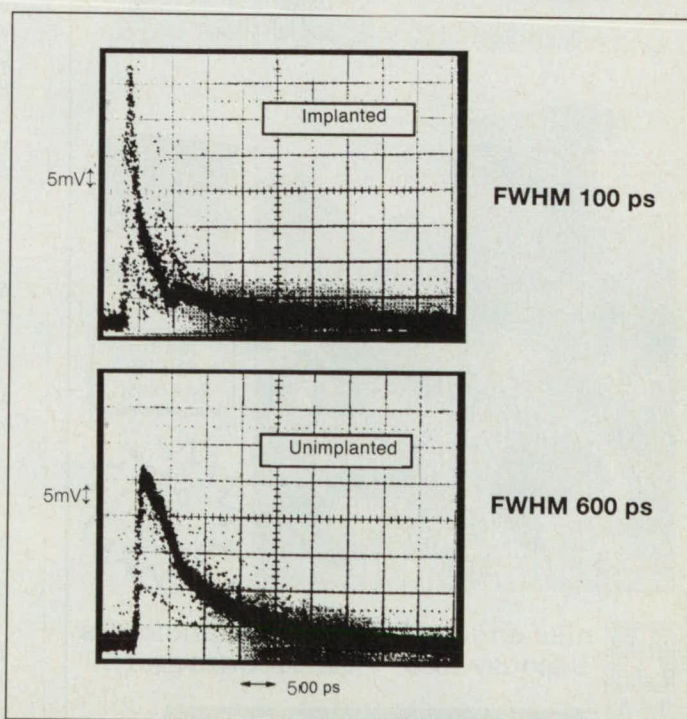 Implanted
5mV
FWHM 100 ps
Unimplanted
5mV
FWHM 600 ps
500 ps